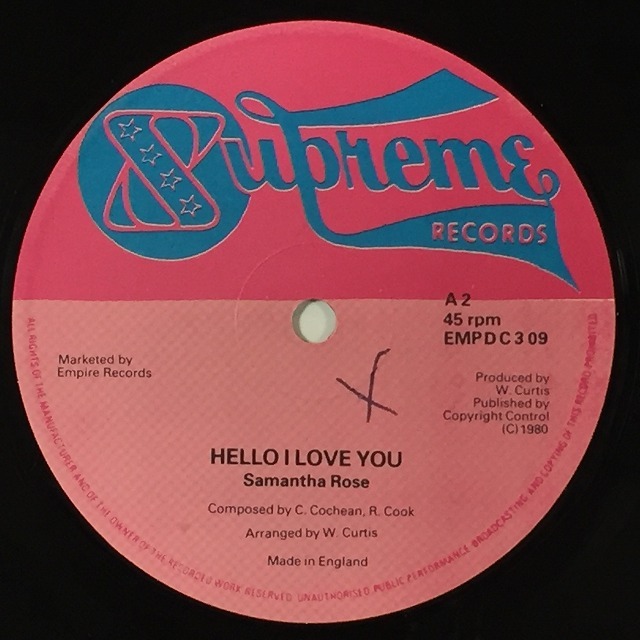 Supreme
RECORDS
A 2
45 rpm
EMPDC 3 09
Marketed by
Empire Records
Produced by
W. Curtis
Published by
Copyright Control
(C) 1980
HELLO I LOVE YOU
Samantha Rose
Composed by C. Cochean, R. Cook
Arranged by W. Curtis
Made in England
ALL RIGHTS OF THE MANUFACTURER AND OF THE OWNER OF THE RECORDED WORK RESERVED. UNAUTHORISED PUBLIC PERFORMANCE BROADCASTING AND COPYING OF THIS RECORD PROHIBITED